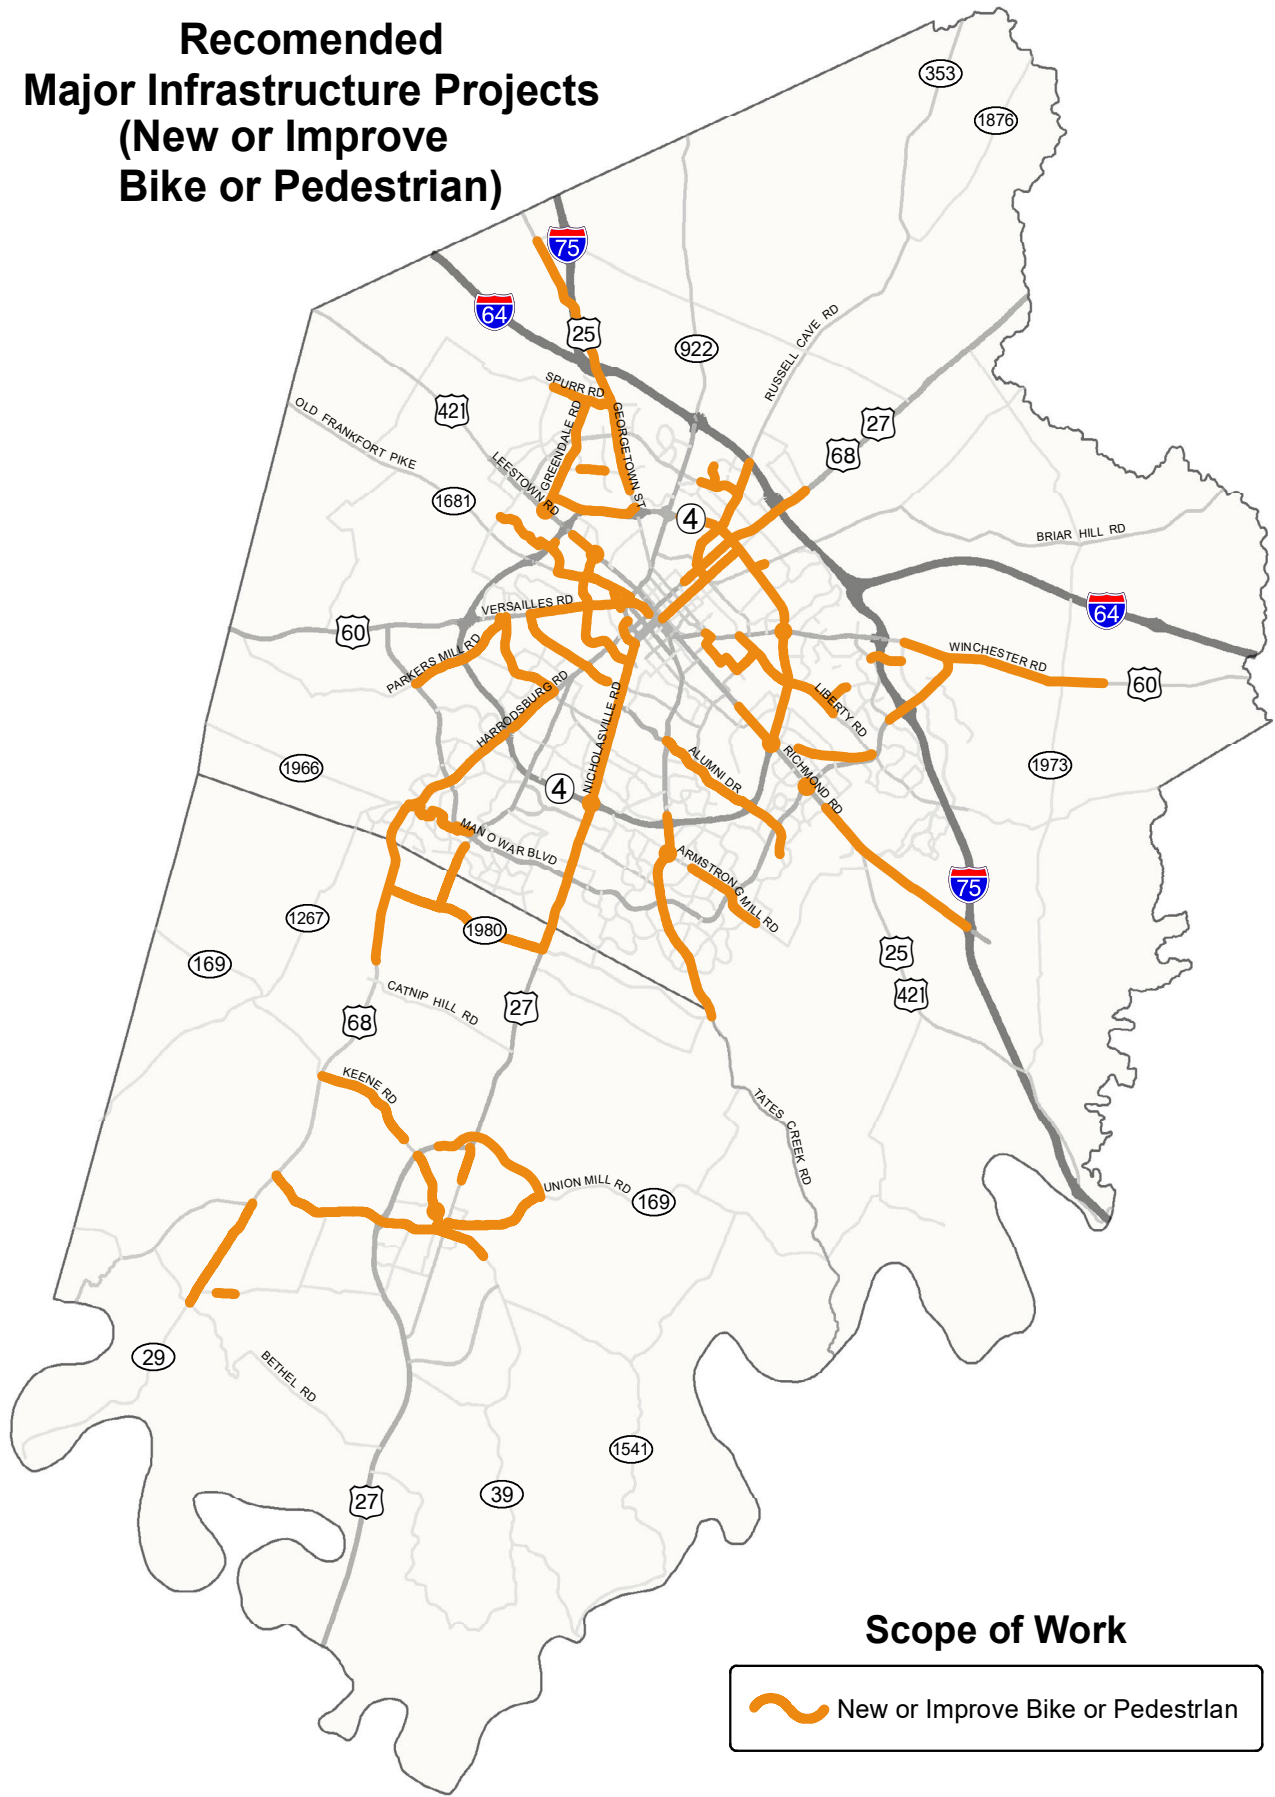 Recomended
Major Infrastructure Projects
(New or Improve
Bike or Pedestrian)
353
1876
75
64
25
922
RUSSELL CAVE RD
SPURR RD
421
27
OLD FRANKFORT PIKE
GREENDALE RD
GEORGETOWN ST
68
LEESTOWN RD
1681
4
BRIAR HILL RD
VERSAILLES RD
64
60
PARKERS MILL RD
WINCHESTER RD
60
HARRODSBURG RD
LIBERTY RD
NICHOLASVILLE RD
1966
ALUMNI DR
RICHMOND RD
1973
4
MAN O WAR BLVD
ARMSTRONG MILL RD
75
1267
1980
169
25
CATNIP HILL RD
421
27
68
KEENE RD
TATES CREEK RD
UNION MILL RD
169
29
BETHEL RD
1541
39
27
Scope of Work
New or Improve Bike or PedestrIan